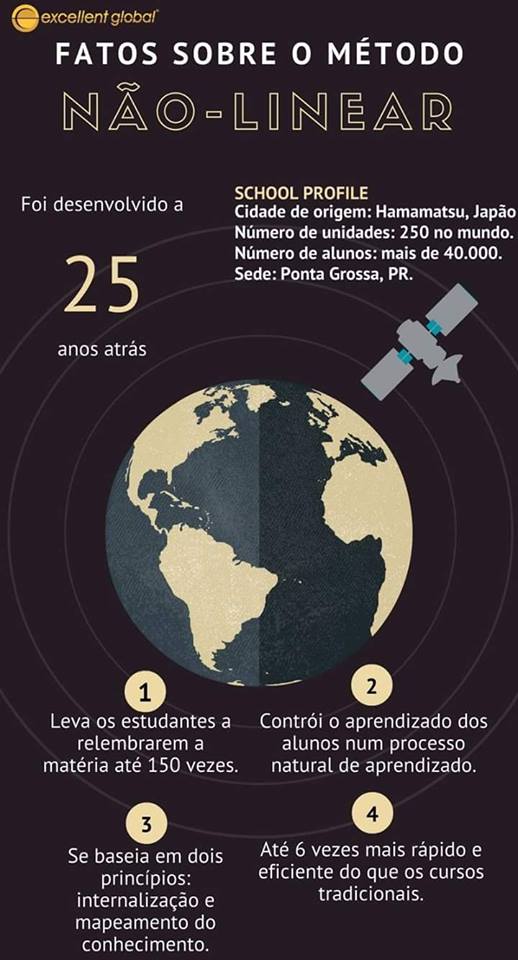 excellent global
FATOS SOBRE O MÉTODO
NÃO-LINEAR
Foi desenvolvido a
25
anos atrás
SCHOOL PROFILE
Cidade de origem: Hamamatsu, Japão
Número de unidades: 250 no mundo.
Número de alunos: mais de 40.000.
Sede: Ponta Grossa, PR.
1
Leva os estudantes a
relembrarem a
matéria até 150 vezes.
2
Contrói o aprendizado dos
alunos num processo
natural de aprendizado.
3
Se baseia em dois
princípios:
internalização e
mapeamento do
conhecimento.
4
Até 6 vezes mais rápido e
eficiente do que os cursos
tradicionais.